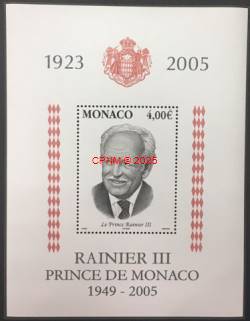 1923 2005
MONACO 4,00€
CPHM © 2025
Le Prince Rainier III
RAINIER III
PRINCE DE MONACO
1949 - 2005